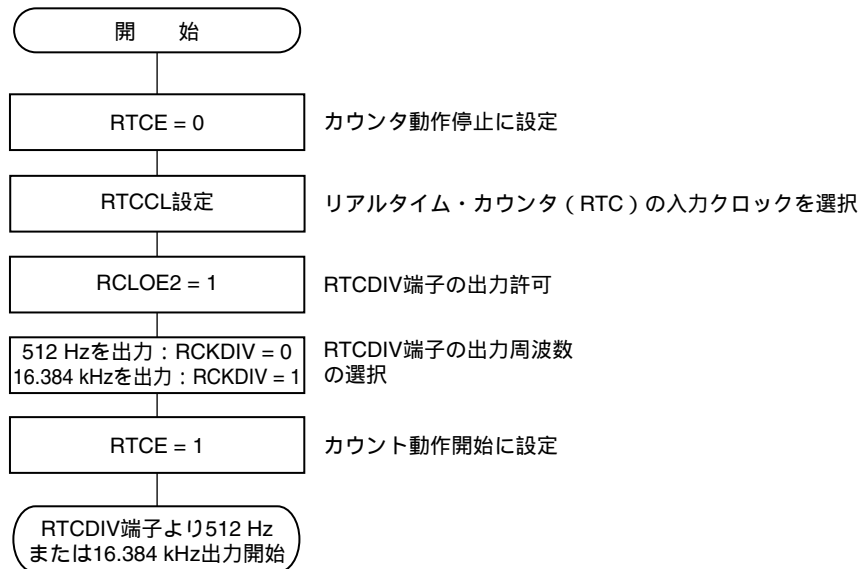 開 始
RTCE = 0
カウンタ動作停止に設定
RTCCL設定
リアルタイム・カウンタ（RTC）の入力クロックを選択
RCLOE2 = 1
RTCDIV端子の出力許可
512 Hzを出力：RCKDIV = 0
16.384 kHzを出力：RCKDIV = 1
RTCDIV端子の出力周波数
の選択
RTCE = 1
カウント動作開始に設定
RTCDIV端子より512 Hz
または16.384 kHz出力開始